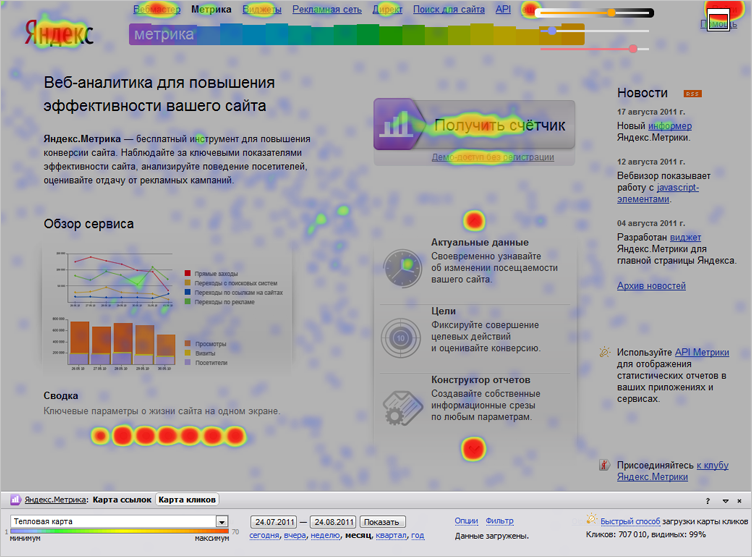 Вебмастер Метрика Виджеты Рекламная сеть Директ Поиск для сайта API
Помощь
Яндекс
метрика
Веб-аналитика для повышения
эффективности вашего сайта
Яндекс.Метрика — бесплатный инструмент для повышения
конверсии сайта. Наблюдайте за ключевыми показателями
эффективности сайта, анализируйте поведение посетителей,
оценивайте отдачу от рекламных кампаний.
Получить счётчик
Демо-доступ без регистрации
Обзор сервиса
Прямые заходы
Переходы с поисковых систем
Переходы по ссылкам на сайтах
Переходы по рекламе
Просмотры
Визиты
Посетители
Сводка
Ключевые параметры о жизни сайта на одном экране.
Актуальные данные
Своевременно узнавайте
об изменении посещаемости
вашего сайта.
Цели
10
Фиксируйте совершение
целевых действий
и оценивайте конверсию.
Конструктор отчетов
Создавайте собственные
информационные срезы
по любым параметрам.
Новости RSS
17 августа 2011 г.
Новый информер
Яндекс.Метрики.
12 августа 2011 г.
Вебвизор показывает
работу с javascript-
элементами.
04 августа 2011 г.
Разработан виджет
Яндекс.Метрики для
главной страницы Яндекса.
Архив новостей
Используйте API Метрики
для отображения
статистических отчетов в
ваших приложениях и
сервисах.
Присоединяйтесь к клубу
Яндекс.Метрики
Яндекс.Метрика: Карта ссылок Карта кликов ? x
Тепловая карта
1 70
минимум максимум
24.07.2011 — 24.08.2011 Показать
сегодня, вчера, неделю, месяц, квартал, год
Опции Фильтр
Данные загружены.
Быстрый способ загрузки карты кликов
Кликов: 707 010, видимых: 99%